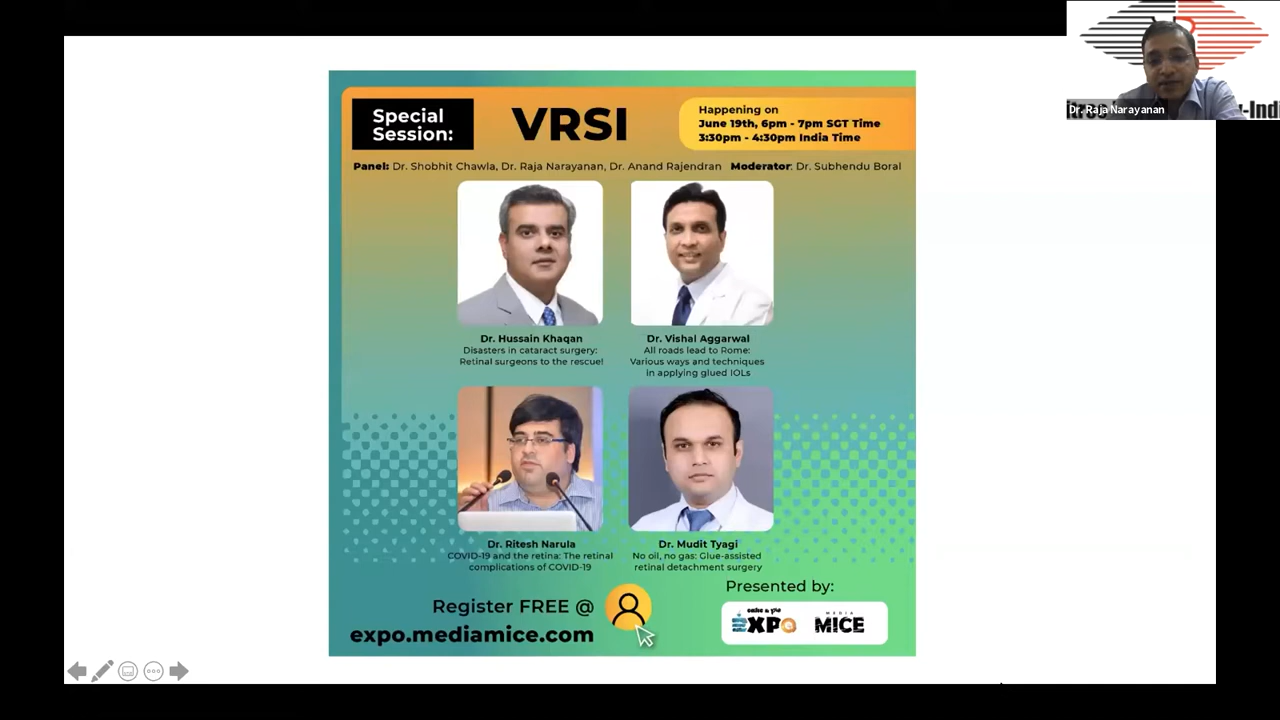 Special
Session:
VRSI
Happening on
June 19th, 6pm - 7pm SGT Time
3:30pm - 4:30pm India Time
Panel: Dr. Shobhit Chawla, Dr. Raja Narayanan, Dr. Anand Rajendran Moderator: Dr. Subhendu Boral
Dr. Hussain Khaqan
Disasters in cataract surgery:
Retinal surgeons to the rescue!
Dr. Vishal Aggarwal
All roads lead to Rome:
Various ways and techniques
in applying glued IOLs
Dr. Ritesh Narula
COVID-19 and the retina: The retinal
complications of COVID-19
Dr. Mudit Tyagi
No oil, no gas: Glue-assisted
retinal detachment surgery
Register FREE @
expo.mediamice.com
Presented by:
EXPO
MEDIA
MICE
Dr. Raja Narayanan